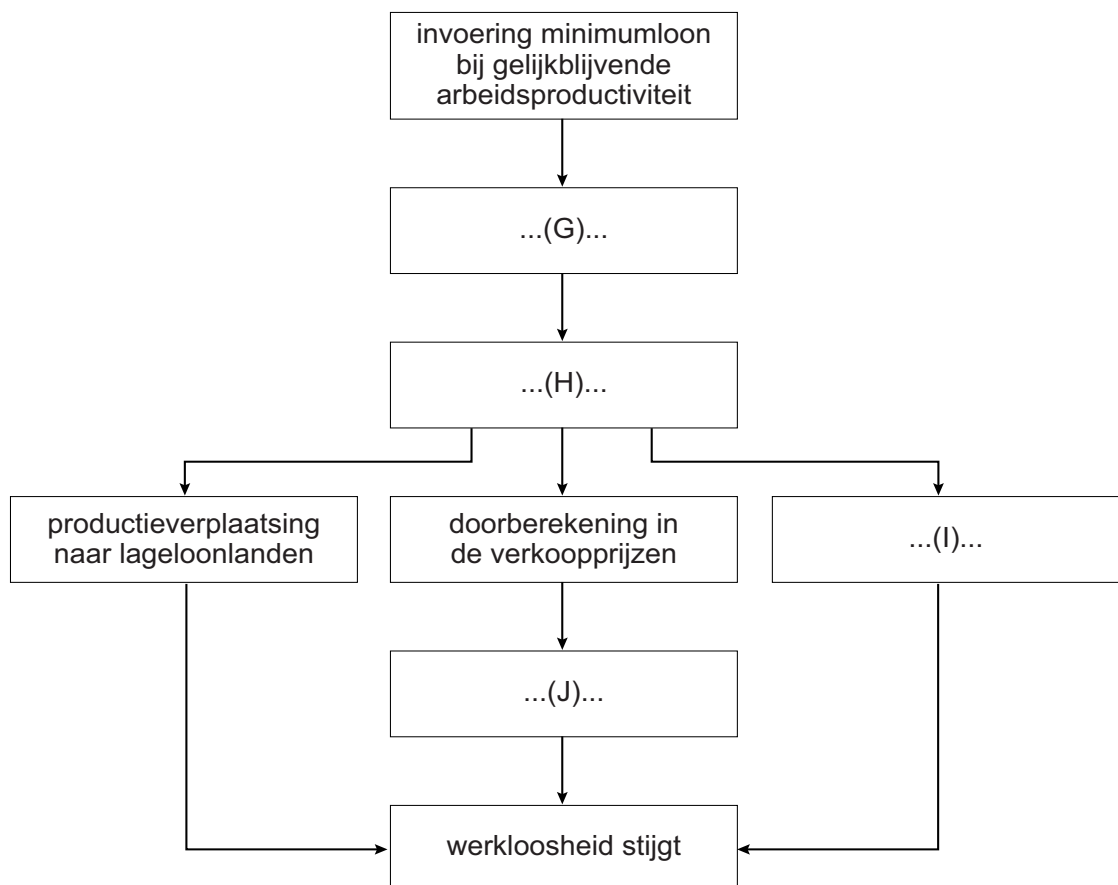 invoering minimumloon
bij gelijkblijvende
arbeidsproductiviteit
...(G)...
...(H)...
productieverplaatsing
naar lageloonlanden
doorberekening in
de verkoopprijzen
...(I)...
...(J)...
werkloosheid stijgt